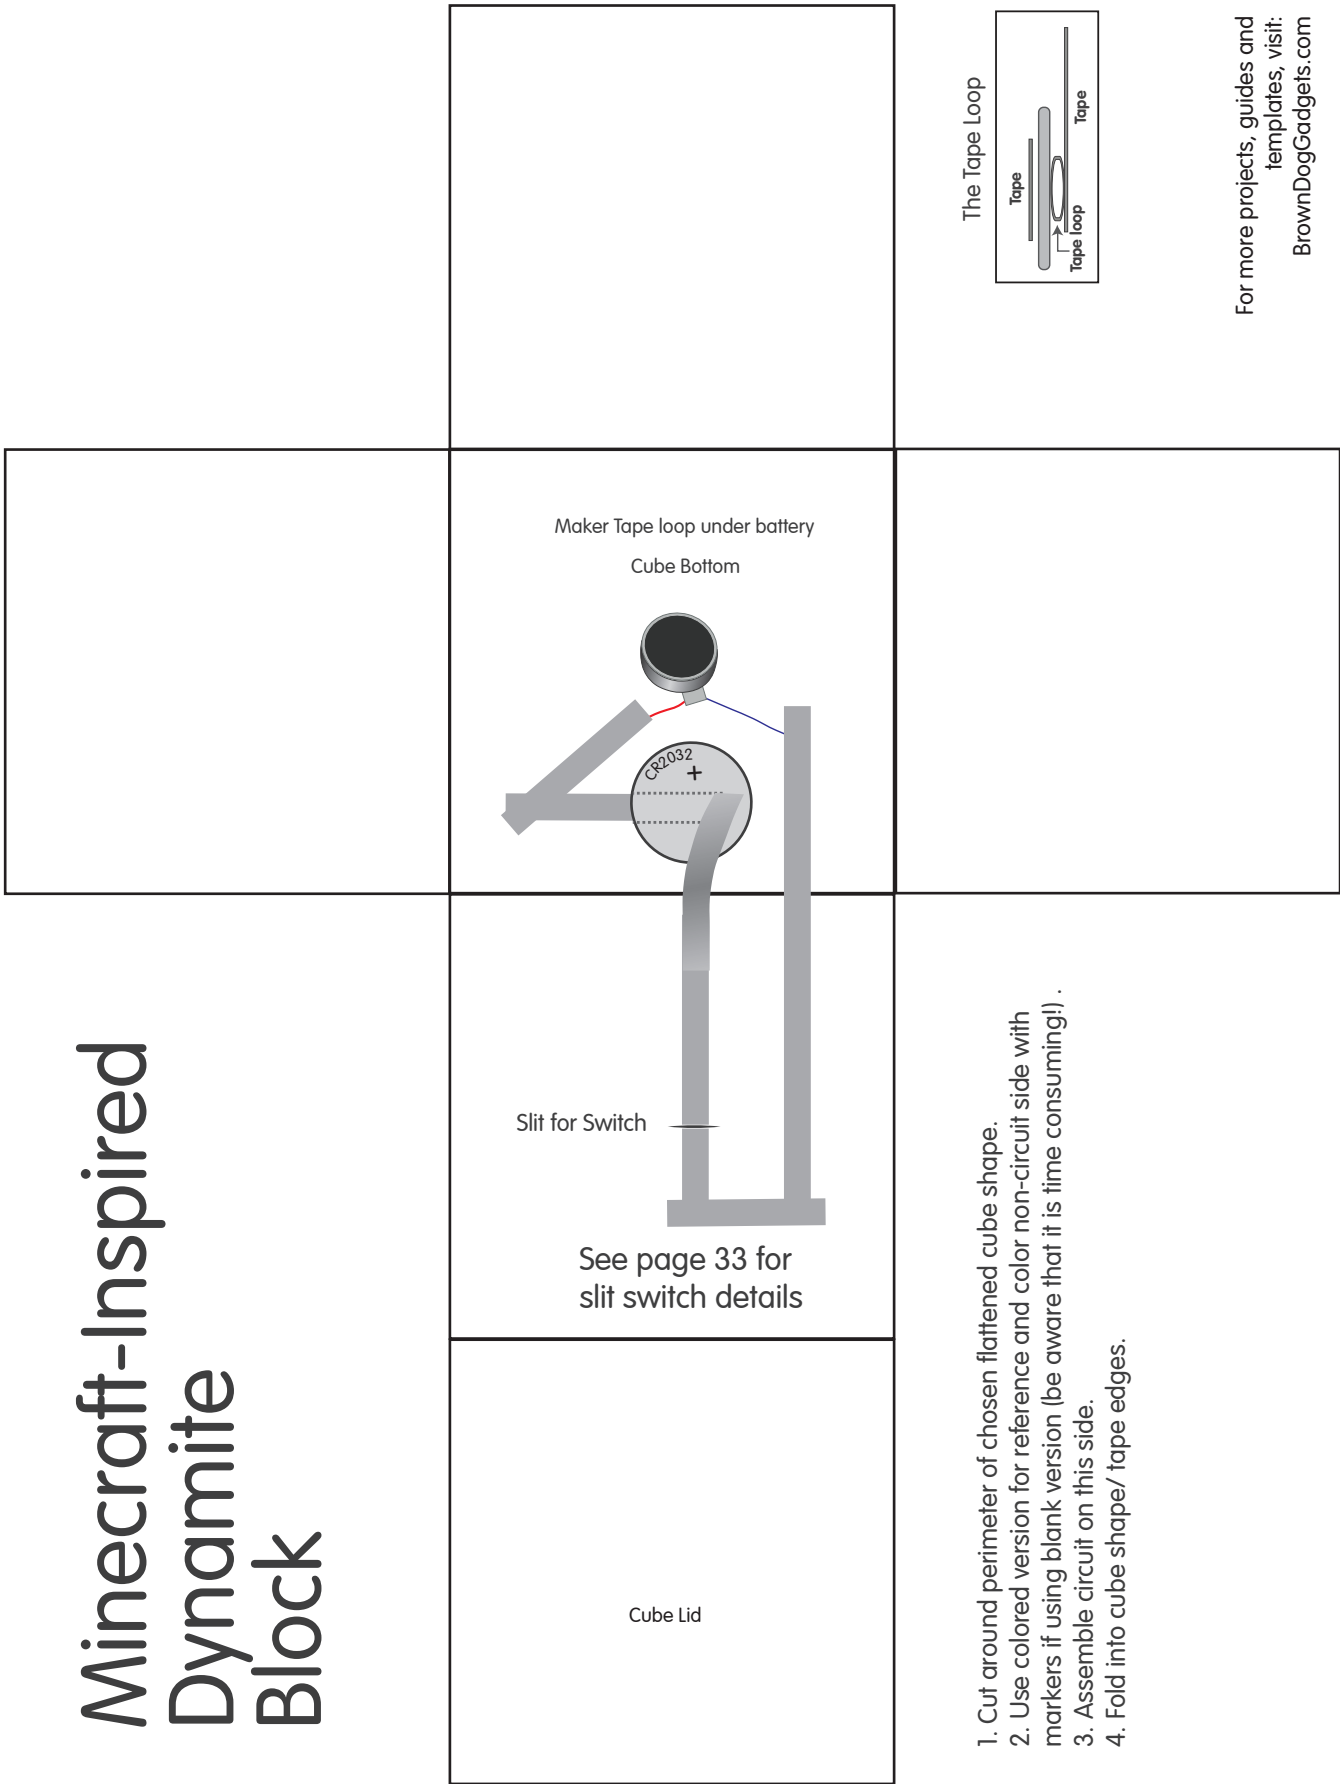 Minecraft-Inspired
Dynamite
Block
The Tape Loop
Tape
Tape loop
Tape
For more projects, guides and
templates, visit:
BrownDogGadgets.com
Maker Tape loop under battery
Cube Bottom
CR2032
+
Slit for Switch
See page 33 for
slit switch details
Cube Lid
1. Cut around perimeter of chosen flattened cube shape.
2. Use colored version for reference and color non-circuit side with
markers if using blank version (be aware that it is time consuming!) .
3. Assemble circuit on this side.
4. Fold into cube shape/ tape edges.